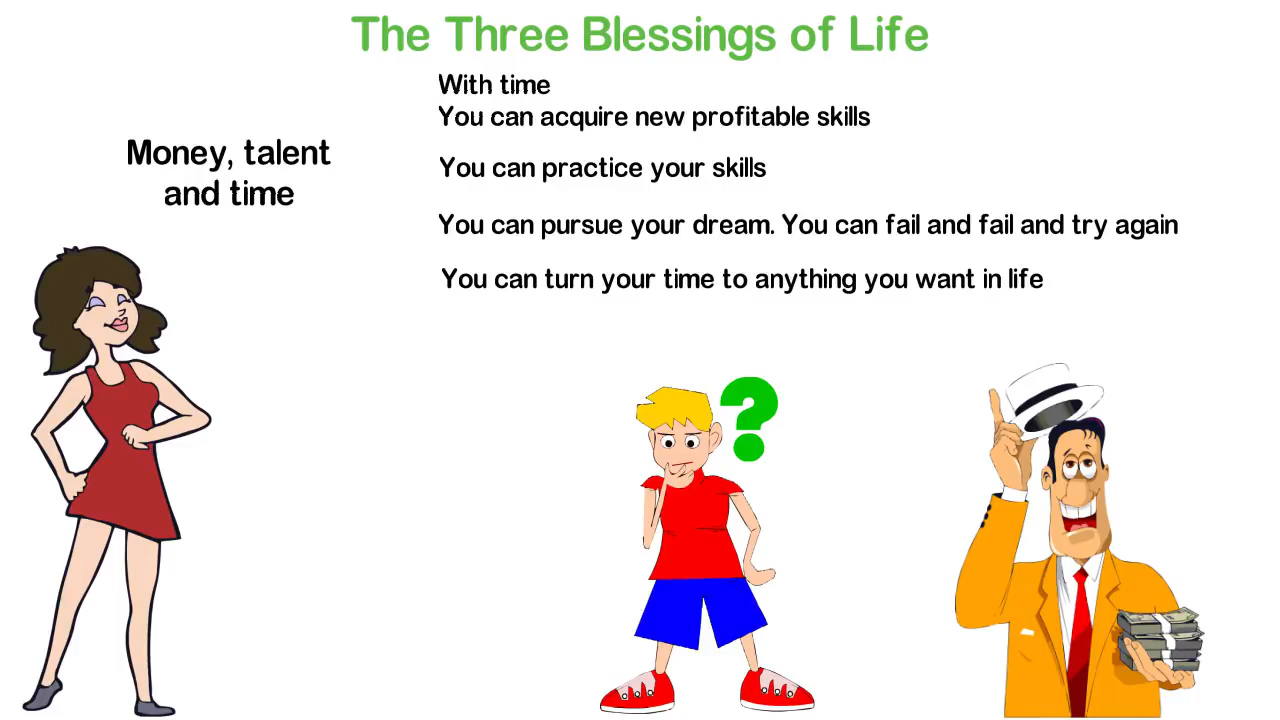 The Three Blessings of Life
With time
You can acquire new profitable skills
Money, talent
and time
You can practice your skills
You can pursue your dream. You can fail and fail and try again
You can turn your time to anything you want in life
?